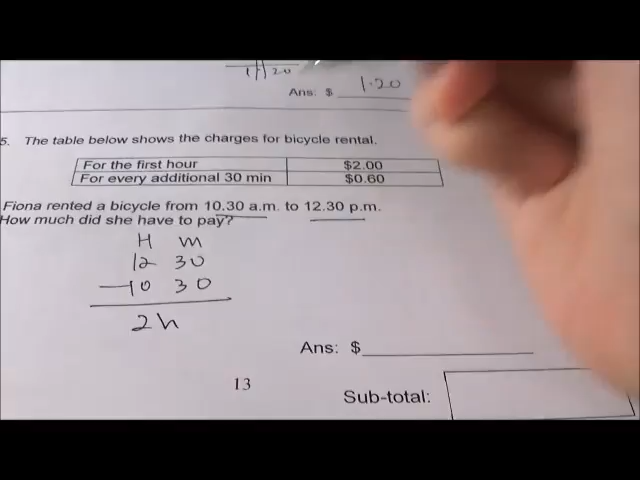 1 20
Ans: $ 1.20
5. The table below shows the charges for bicycle rental.
For the first hour $2.00
For every additional 30 min $0.60
Fiona rented a bicycle from 10.30 a.m. to 12.30 p.m.
How much did she have to pay?
H m
12 30
- 10 30
2h
Ans: $
13
Sub-total: